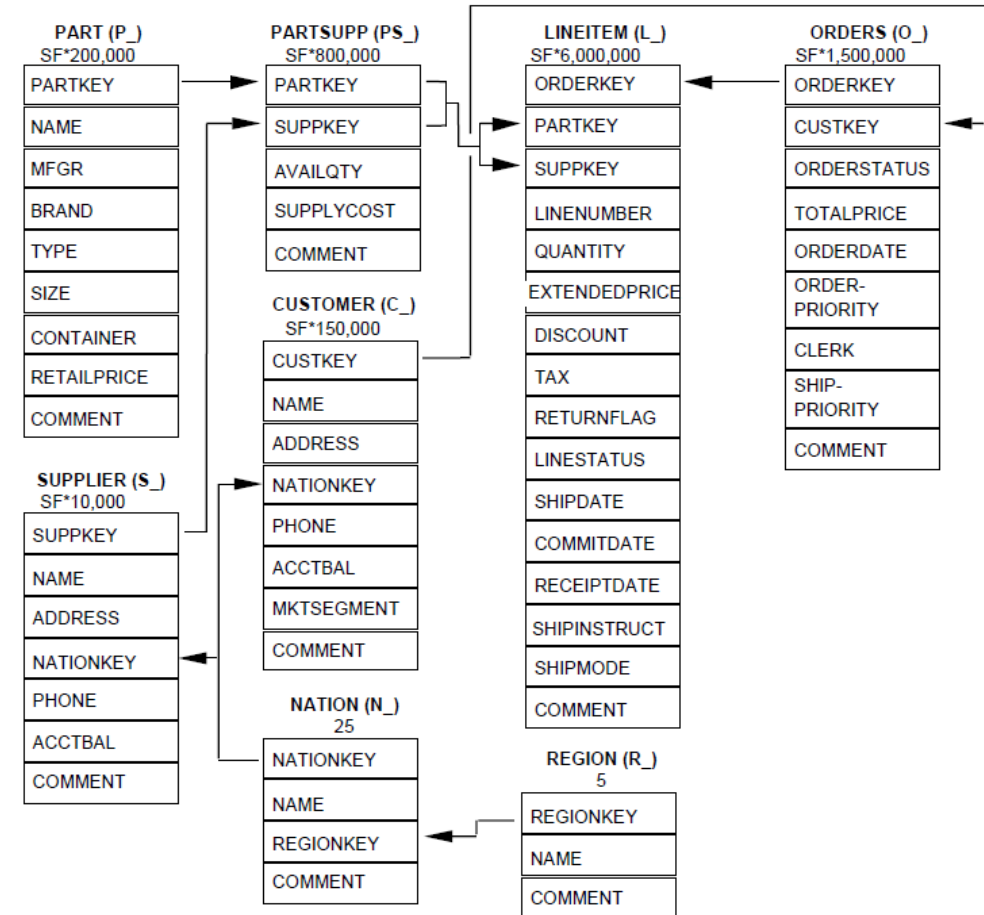 PART (P_)
SF*200,000
PARTKEY
NAME
MFGR
BRAND
TYPE
SIZE
CONTAINER
RETAILPRICE
COMMENT
SUPPLIER (S_)
SF*10,000
SUPPKEY
NAME
ADDRESS
NATIONKEY
PHONE
ACCTBAL
COMMENT
PARTSUPP (PS_)
SF*800,000
PARTKEY
SUPPKEY
AVAILQTY
SUPPLYCOST
COMMENT
CUSTOMER (C_)
SF*150,000
CUSTKEY
NAME
ADDRESS
NATIONKEY
PHONE
ACCTBAL
MKTSEGMENT
COMMENT
NATION (N_)
25
NATIONKEY
NAME
REGIONKEY
COMMENT
LINEITEM (L_)
SF*6,000,000
ORDERKEY
PARTKEY
SUPPKEY
LINENUMBER
QUANTITY
EXTENDEDPRICE
DISCOUNT
TAX
RETURNFLAG
LINESTATUS
SHIPDATE
COMMITDATE
RECEIPTDATE
SHIPINSTRUCT
SHIPMODE
COMMENT
REGION (R_)
5
REGIONKEY
NAME
COMMENT
ORDERS (O_)
SF*1,500,000
ORDERKEY
CUSTKEY
ORDERSTATUS
TOTALPRICE
ORDERDATE
ORDER-
PRIORITY
CLERK
SHIP-
PRIORITY
COMMENT